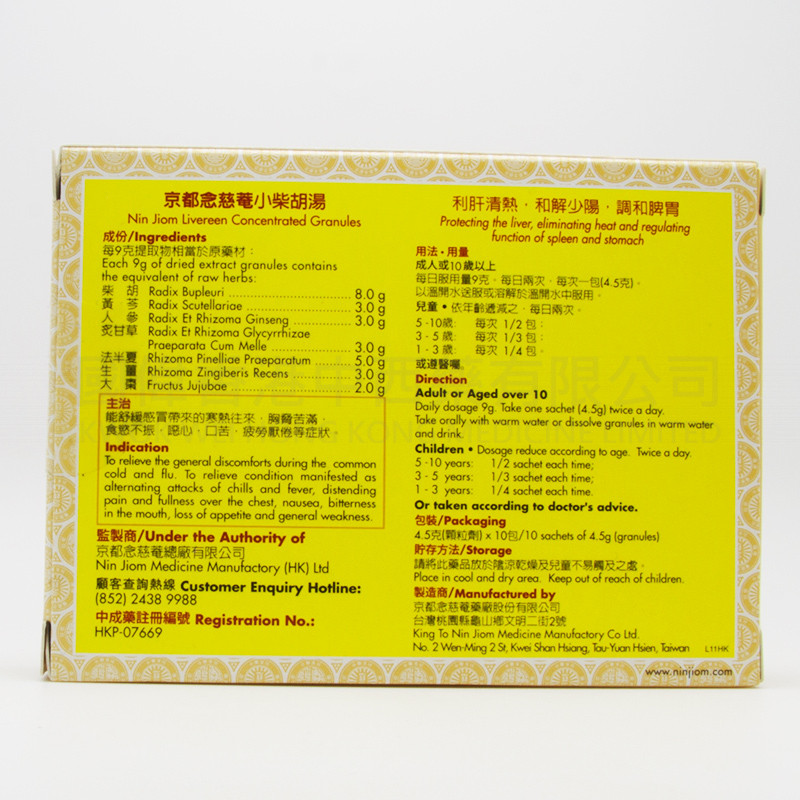 京都念慈菴小柴胡湯
Nin Jiom Livereen Concentrated Granules
成份/Ingredients
每9克提取物相當於原藥材：
Each 9g of dried extract granules contains
the equivalent of raw herbs:
柴胡 Radix Bupleuri 8.0 g
黃芩 Radix Scutellariae 3.0 g
人參 Radix Et Rhizoma Ginseng 3.0 g
炙甘草 Radix Et Rhizoma Glycyrrhizae
Praeparata Cum Melle 3.0 g
法半夏 Rhizoma Pinelliae Praeparatum 5.0 g
生薑 Rhizoma Zingiberis Recens 3.0 g
大棗 Fructus Jujubae 2.0 g
主治
能舒緩感冒帶來的寒熱往來，胸脅苦滿，
食慾不振，噁心，口苦，疲勞厭倦等症狀。
Indication
To relieve the general discomforts during the common
cold and flu. To relieve condition manifested as
alternating attacks of chills and fever, distending
pain and fullness over the chest, nausea, bitterness
in the mouth, loss of appetite and general weakness.
監製商/Under the Authority of
京都念慈菴總廠有限公司
Nin Jiom Medicine Manufactory (HK) Ltd
顧客查詢熱線 Customer Enquiry Hotline:
(852) 2438 9988
中成藥註冊編號 Registration No.:
HKP-07669
利肝清熱，和解少陽，調和脾胃
Protecting the liver, eliminating heat and regulating
function of spleen and stomach
用法·用量
成人或10歲以上
每日服用量9克，每日兩次，每次一包(4.5克)。
以溫開水送服或溶解於溫開水中服用。
兒童 • 依年齡遞減之，每日兩次。
5-10歲： 每次 1/2 包；
3- 5歲： 每次 1/3 包；
1- 3歲： 每次 1/4 包。
或遵醫囑。
Direction
Adult or Aged over 10
Daily dosage 9g. Take one sachet (4.5g) twice a day.
Take orally with warm water or dissolve granules in warm water
and drink.
Children • Dosage reduce according to age. Twice a day.
5 -10 years: 1/2 sachet each time;
3 - 5 years: 1/3 sachet each time;
1 - 3 years: 1/4 sachet each time.
Or taken according to doctor's advice.
包裝/Packaging
4.5克(顆粒劑) x 10包/10 sachets of 4.5g (granules)
貯存方法/Storage
請將此藥品放於陰涼乾燥及兒童不易觸及之處。
Place in cool and dry area. Keep out of reach of children.
製造商/Manufactured by
京都念慈菴藥廠股份有限公司
台灣桃園縣龜山鄉文明二街2號
King To Nin Jiom Medicine Manufactory Co Ltd.
No. 2 Wen-Ming 2 St, Kwei Shan Hsiang, Tau-Yuan Hsien, Taiwan L11HK
www.ninjiom.com